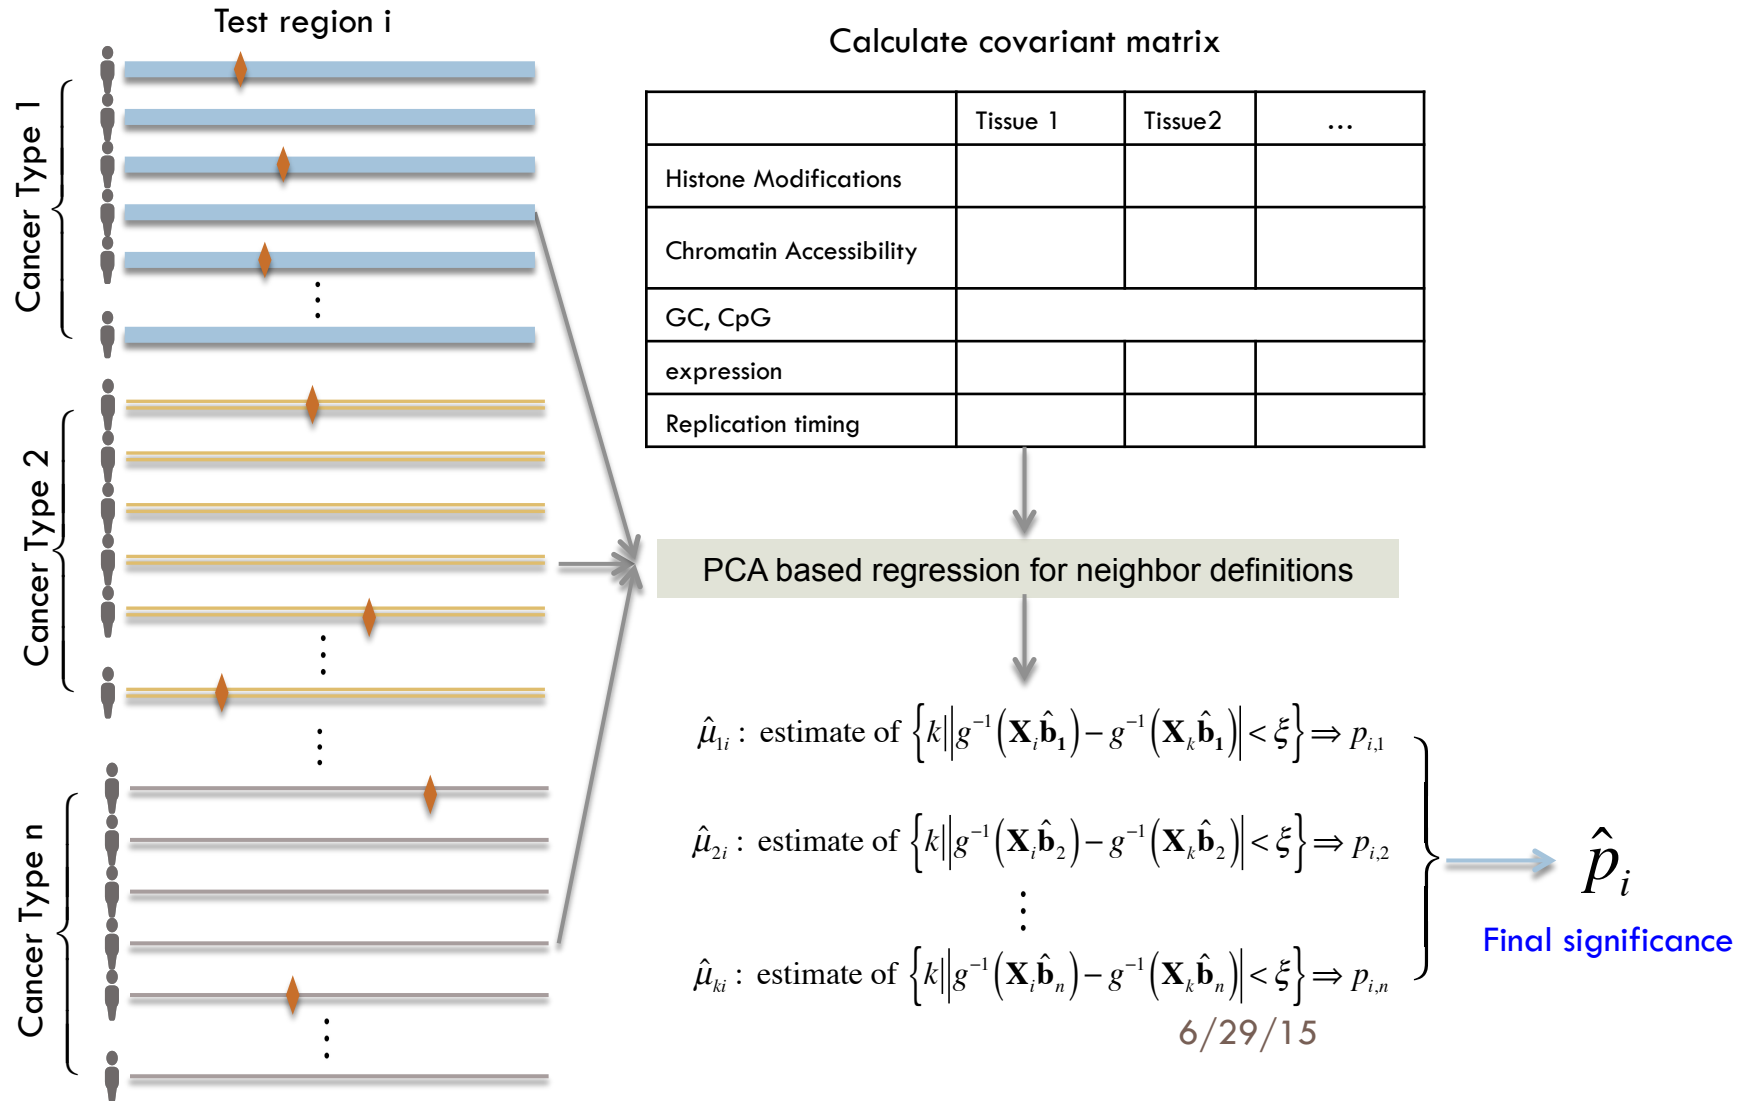 Test region i
Cancer Type 1
Cancer Type 2
Cancer Type n
Calculate covariant matrix
Tissue 1 Tissue2 ...
Histone Modifications
Chromatin Accessibility
GC, CpG
expression
Replication timing
PCA based regression for neighbor definitions
μ̂₁ᵢ : estimate of {k||g⁻¹(Xᵢb̂₁) − g⁻¹(Xₖb̂₁)| < ξ} ⇒ pᵢ,₁
μ̂₂ᵢ : estimate of {k||g⁻¹(Xᵢb̂₂) − g⁻¹(Xₖb̂₂)| < ξ} ⇒ pᵢ,₂
μ̂ₖᵢ : estimate of {k||g⁻¹(Xᵢb̂ₙ) − g⁻¹(Xₖb̂ₙ)| < ξ} ⇒ pᵢ,ₙ
p̂ᵢ
Final significance
6/29/15